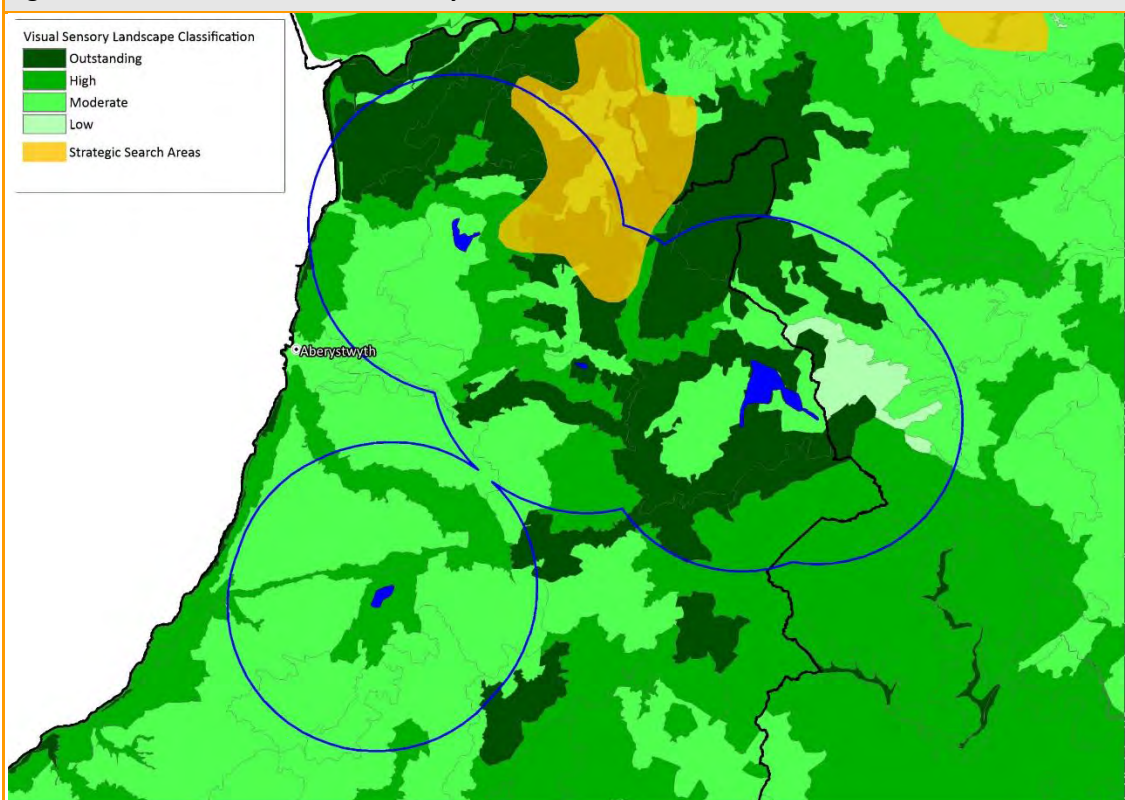 Visual Sensory Landscape Classification
Outstanding
High
Moderate
Low
Strategic Search Areas
Aberystwyth